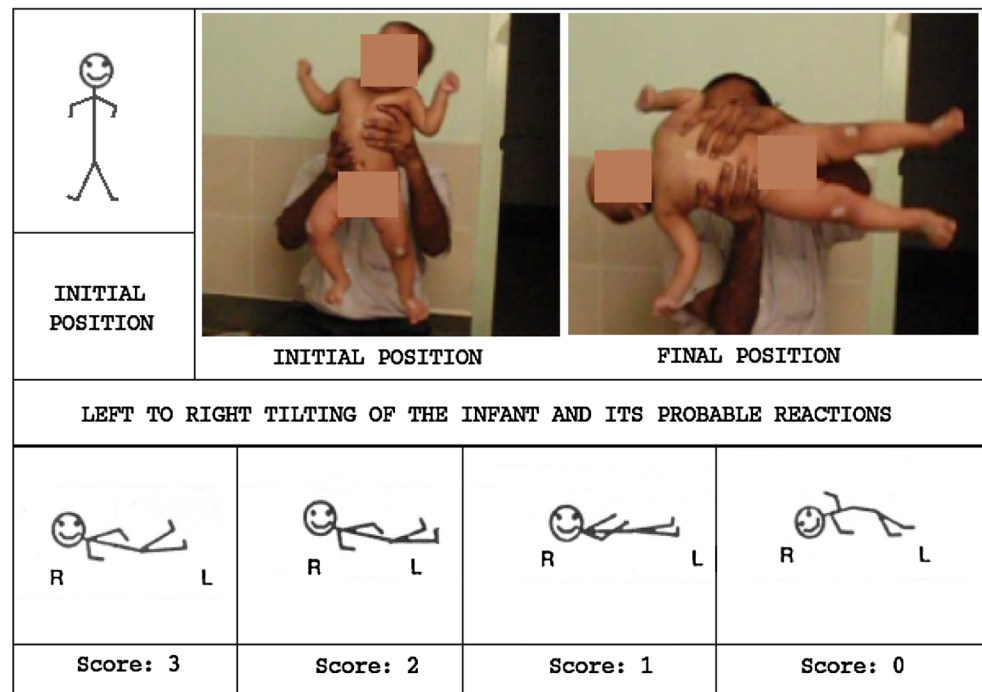 INITIAL
POSITION
INITIAL POSITION
FINAL POSITION
LEFT TO RIGHT TILTING OF THE INFANT AND ITS PROBABLE REACTIONS
R L
R L
R L
R L
Score: 3
Score: 2
Score: 1
Score: 0